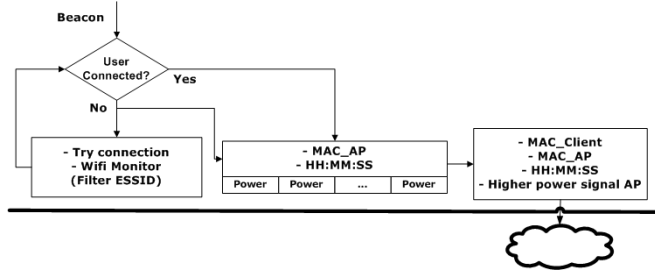 Beacon
User
Connected?
Yes
No
- Try connection
- Wifi Monitor
(Filter ESSID)
- MAC_AP
- HH:MM:SS
Power Power ... Power
- MAC_Client
- MAC_AP
- HH:MM:SS
- Higher power signal AP